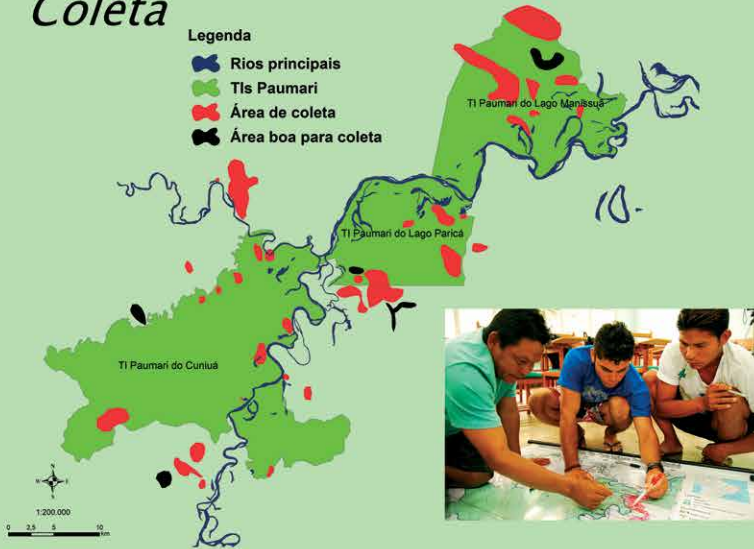 Coleta
Legenda
Rios principais
TIs Paumari
Área de coleta
Área boa para coleta
TI Paumari do Lago Manissuã
TI Paumari do Lago Paricá
TI Paumari do Cuniuá
N
W
E
S
1:200.000
0 2,5 5 10
Km